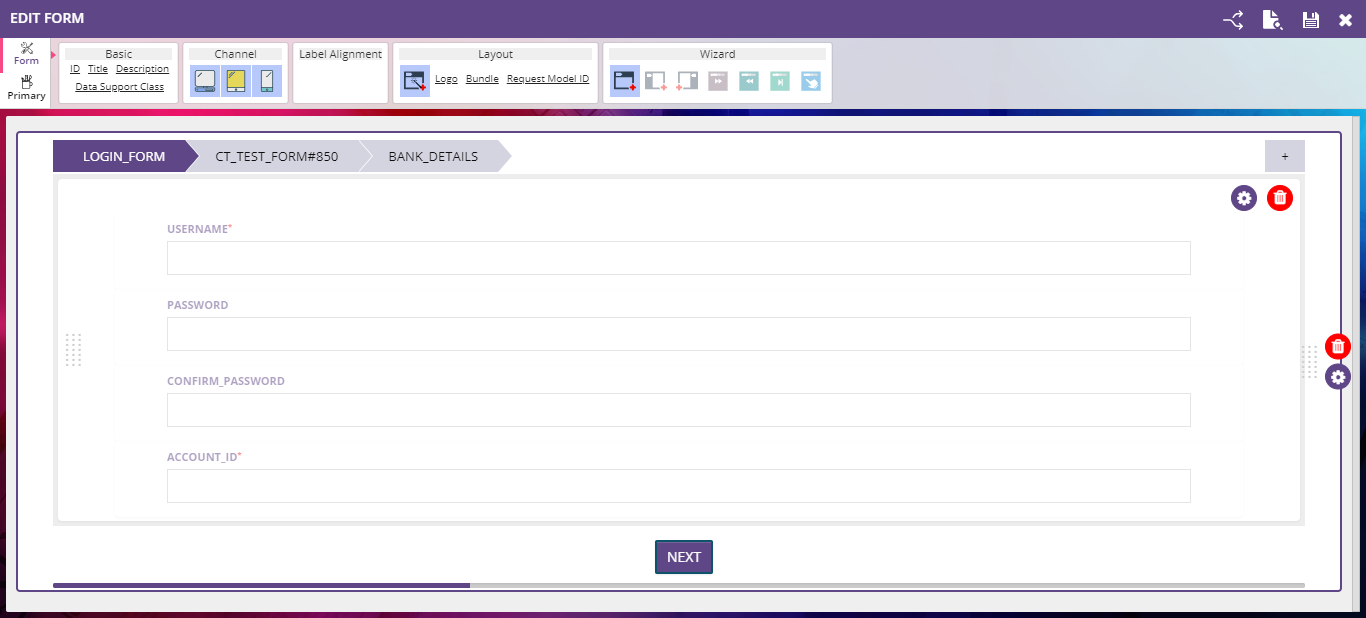 EDIT FORM
Form
Primary
Basic
ID Title Description
Data Support Class
Channel
Label Alignment
Layout
Logo Bundle Request Model ID
Wizard
LOGIN_FORM CT_TEST_FORM#850 BANK_DETAILS +
USERNAME*
PASSWORD
CONFIRM_PASSWORD
ACCOUNT_ID*
NEXT